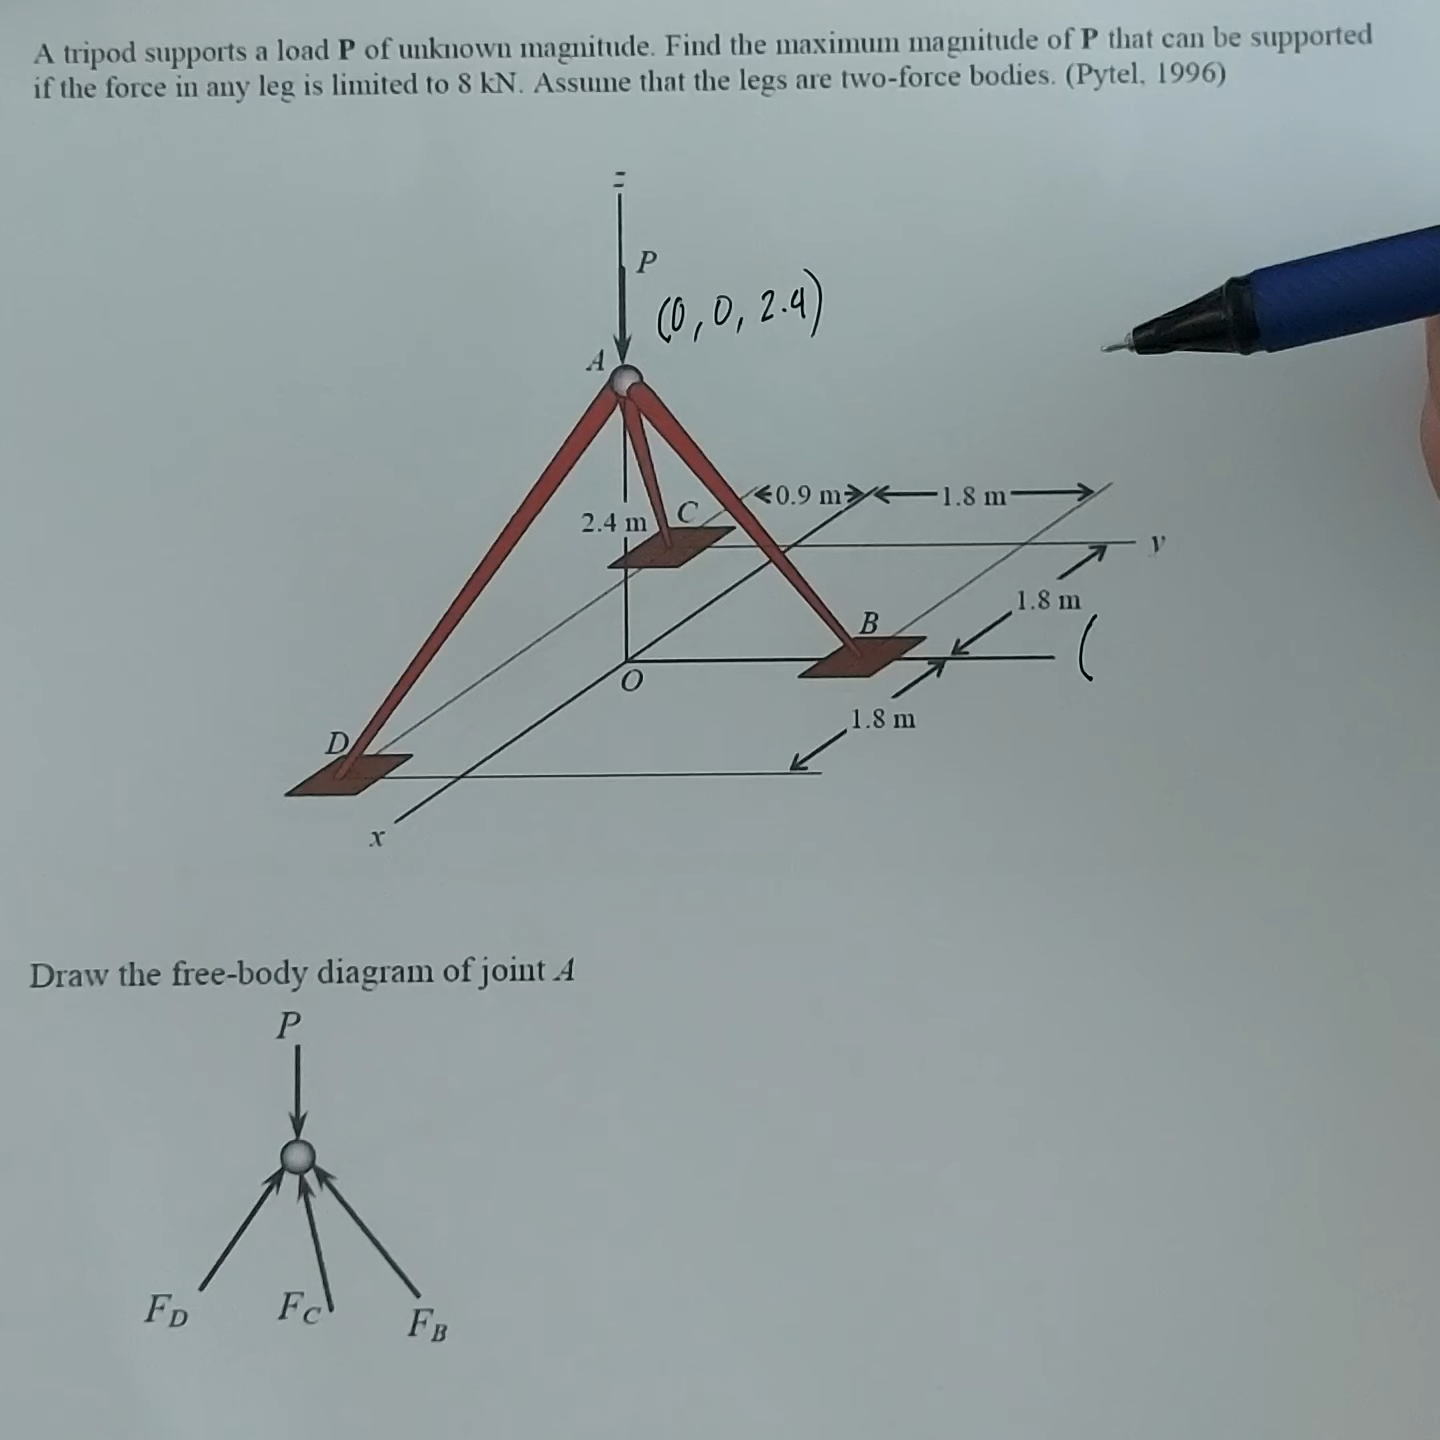 A tripod supports a load P of unknown magnitude. Find the maximum magnitude of P that can be supported
if the force in any leg is limited to 8 kN. Assume that the legs are two-force bodies. (Pytel, 1996)
z
P
(0, 0, 2.4)
A
0.9 m
1.8 m
2.4 m
C
y
1.8 m
B
(
O
1.8 m
D
x
Draw the free-body diagram of joint A
P
FD
FC
FB